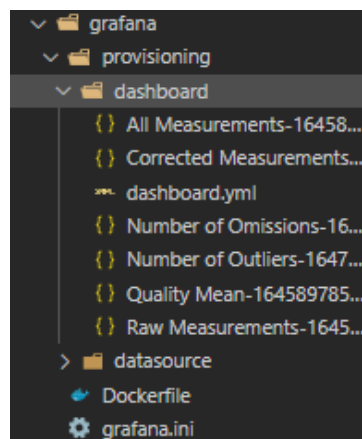 grafana
provisioning
dashboard
All Measurements-16458...
Corrected Measurements...
dashboard.yml
Number of Omissions-16...
Number of Outliers-1647...
Quality Mean-164589785...
Raw Measurements-1645...
datasource
Dockerfile
grafana.ini